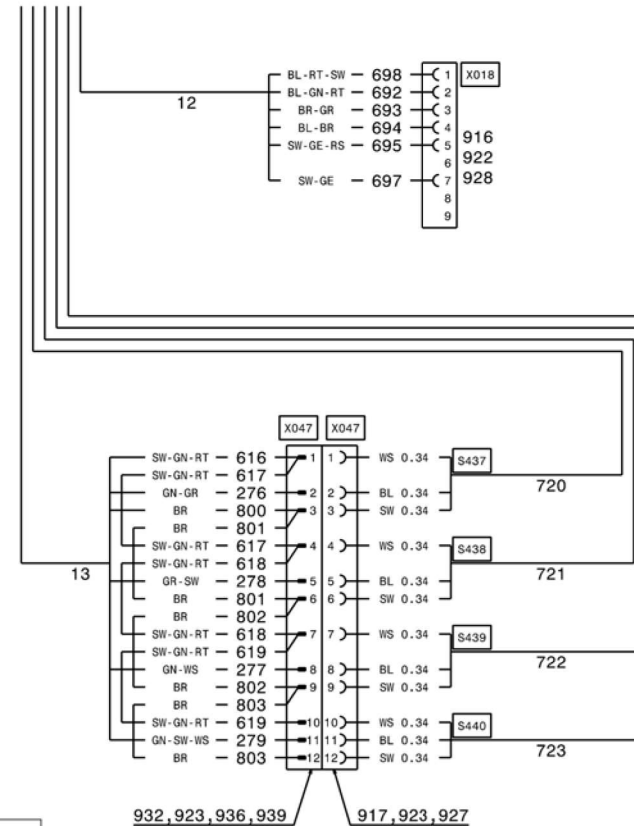 BL-RT-SW 698 1 X018
BL-GN-RT 692 2
12
BR-GR 693 3
BL-BR 694 4
SW-GE-RS 695 5 916
6 922
SW-GE 697 7 928
8
9
X047 X047
SW-GN-RT 616 1 1 WS 0.34 S437
SW-GN-RT 617
720
GN-GR 276 2 2 BL 0.34
BR 800 3 3 SW 0.34
BR 801
SW-GN-RT 617 4 4 WS 0.34 S438
SW-GN-RT 618
13 721
GR-SW 278 5 5 BL 0.34
BR 801 6 6 SW 0.34
BR 802
SW-GN-RT 618 7 7 WS 0.34 S439
SW-GN-RT 619
722
GN-WS 277 8 8 BL 0.34
BR 802 9 9 SW 0.34
BR 803
SW-GN-RT 619 10 10 WS 0.34 S440
GN-SW-WS 279 11 11 BL 0.34
723
BR 803 12 12 SW 0.34
932,923,936,939 917,923,927